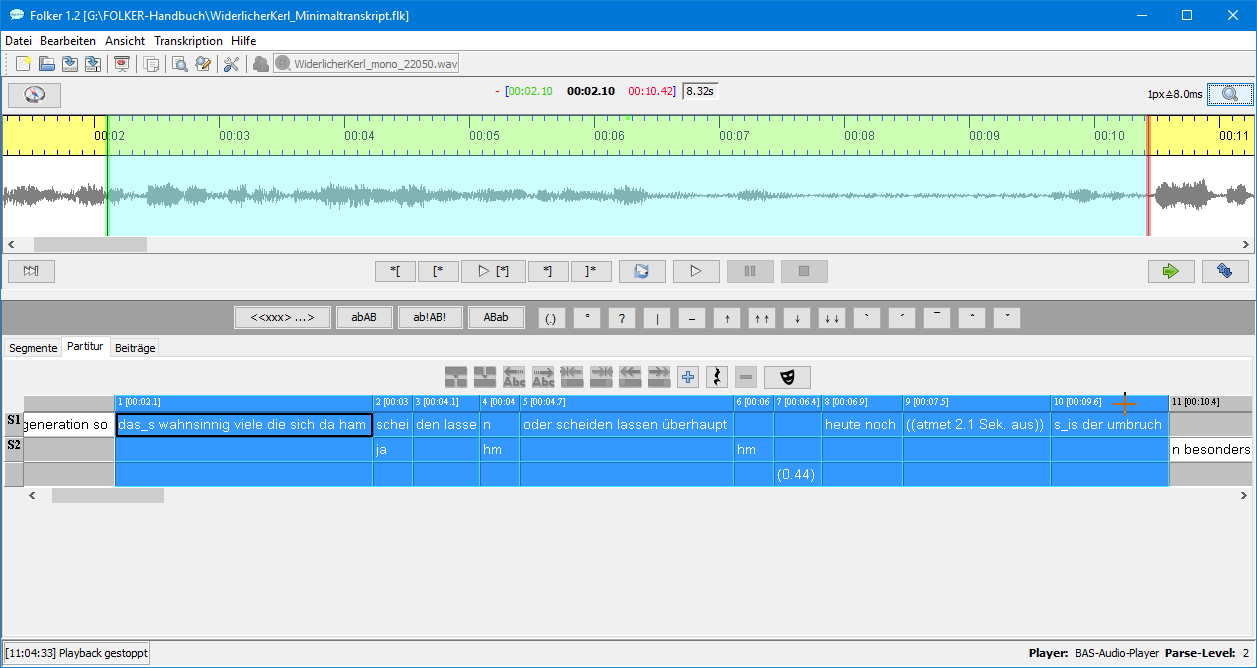 Folker 1.2 [G:\FOLKER-Handbuch\WiderlicherKerl_Minimaltranskript.flk]
Datei Bearbeiten Ansicht Transkription Hilfe
WiderlicherKerl_mono_22050.wav
- [00:02.10 00:02.10 00:10.42] 8.32s
1px≙8.0ms
00:02 00:03 00:04 00:05 00:06 00:07 00:08 00:09 00:10 00:11
*[ [* [*] *] ]*
<<xxx> ...> abAB ab!AB! ABab (.) ° ? | – ↑ ↑↑ ↓ ↓↓ ` ´ ¯ ˆ ˇ
Segmente Partitur Beiträge
Abc Abc
1 [00:02.1] 2 [00:03 3 [00:04.1] 4 [00:04 5 [00:04.7] 6 [00:06 7 [00:06.4] 8 [00:06.9] 9 [00:07.5] 10 [00:09.6] 11 [00:10.4]
S1 generation so das_s wahnsinnig viele die sich da ham schei den lasse n oder scheiden lassen überhaupt heute noch ((atmet 2.1 Sek. aus)) s_is der umbruch
S2 ja hm hm n besonders
(0.44)
[11:04:33] Playback gestoppt
Player: BAS-Audio-Player Parse-Level: 2